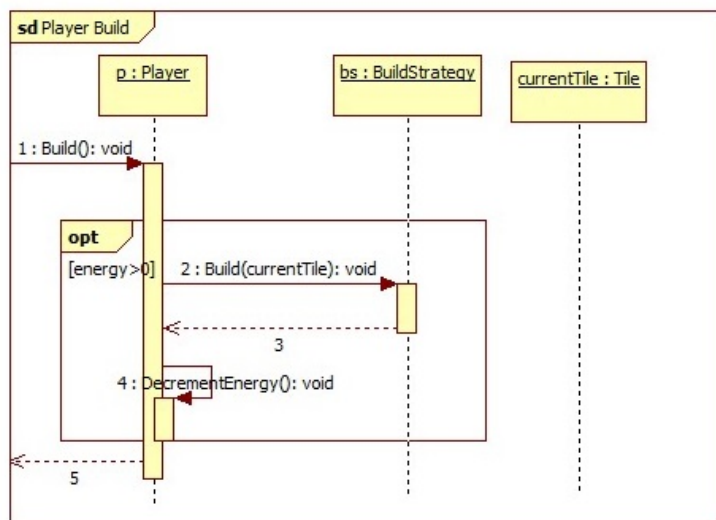 sd Player Build
p : Player
bs : BuildStrategy
currentTile : Tile
1 : Build(): void
opt
[energy>0]
2 : Build(currentTile): void
3
4 : DecrementEnergy(): void
5